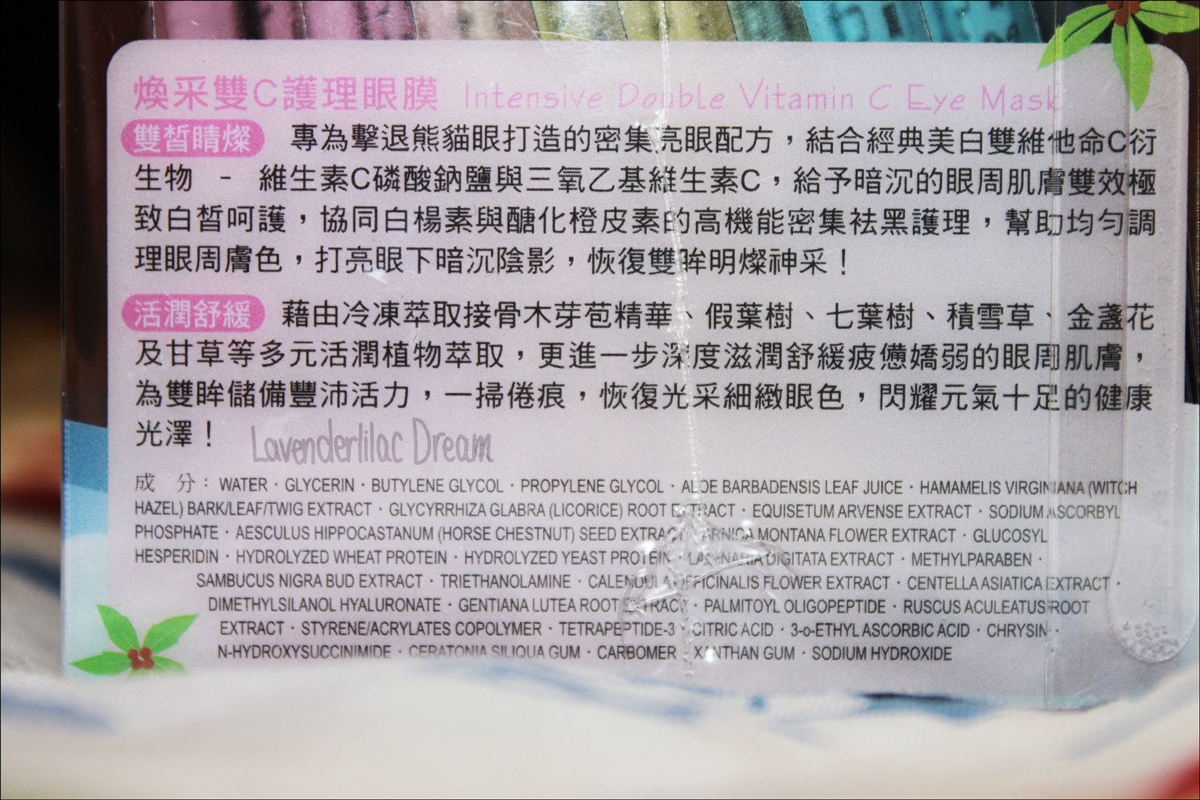 煥采雙C護理眼膜 Intensive Double Vitamin C Eye Mask
雙皙晴燦 專為擊退熊貓眼打造的密集亮眼配方，結合經典美白雙維他命C衍
生物 - 維生素C磷酸鈉鹽與三氧乙基維生素C，給予暗沉的眼周肌膚雙效極
致白皙呵護，協同白楊素與醣化橙皮素的高機能密集祛黑護理，幫助均勻調
理眼周膚色，打亮眼下暗沉陰影，恢復雙眸明燦神采！
活潤舒緩 藉由冷凍萃取接骨木芽苞精華、假葉樹、七葉樹、積雪草、金盞花
及甘草等多元活潤植物萃取，更進一步深度滋潤舒緩疲憊嬌弱的眼周肌膚，
為雙眸儲備豐沛活力，一掃倦痕，恢復光采細緻眼色，閃耀元氣十足的健康
光澤！
Lavenderlilac Dream
成 分：WATER · GLYCERIN · BUTYLENE GLYCOL · PROPYLENE GLYCOL · ALOE BARBADENSIS LEAF JUICE · HAMAMELIS VIRGINIANA (WITCH
HAZEL) BARK/LEAF/TWIG EXTRACT · GLYCYRRHIZA GLABRA (LICORICE) ROOT EXTRACT · EQUISETUM ARVENSE EXTRACT · SODIUM ASCORBYL
PHOSPHATE · AESCULUS HIPPOCASTANUM (HORSE CHESTNUT) SEED EXTRACT · ARNICA MONTANA FLOWER EXTRACT · GLUCOSYL
HESPERIDIN · HYDROLYZED WHEAT PROTEIN · HYDROLYZED YEAST PROTEIN · LAMINARIA DIGITATA EXTRACT · METHYLPARABEN ·
SAMBUCUS NIGRA BUD EXTRACT · TRIETHANOLAMINE · CALENDULA OFFICINALIS FLOWER EXTRACT · CENTELLA ASIATICA EXTRACT ·
DIMETHYLSILANOL HYALURONATE · GENTIANA LUTEA ROOT EXTRACT · PALMITOYL OLIGOPEPTIDE · RUSCUS ACULEATUS ROOT
EXTRACT · STYRENE/ACRYLATES COPOLYMER · TETRAPEPTIDE-3 · CITRIC ACID · 3-o-ETHYL ASCORBIC ACID · CHRYSIN ·
N-HYDROXYSUCCINIMIDE · CERATONIA SILIQUA GUM · CARBOMER · XANTHAN GUM · SODIUM HYDROXIDE